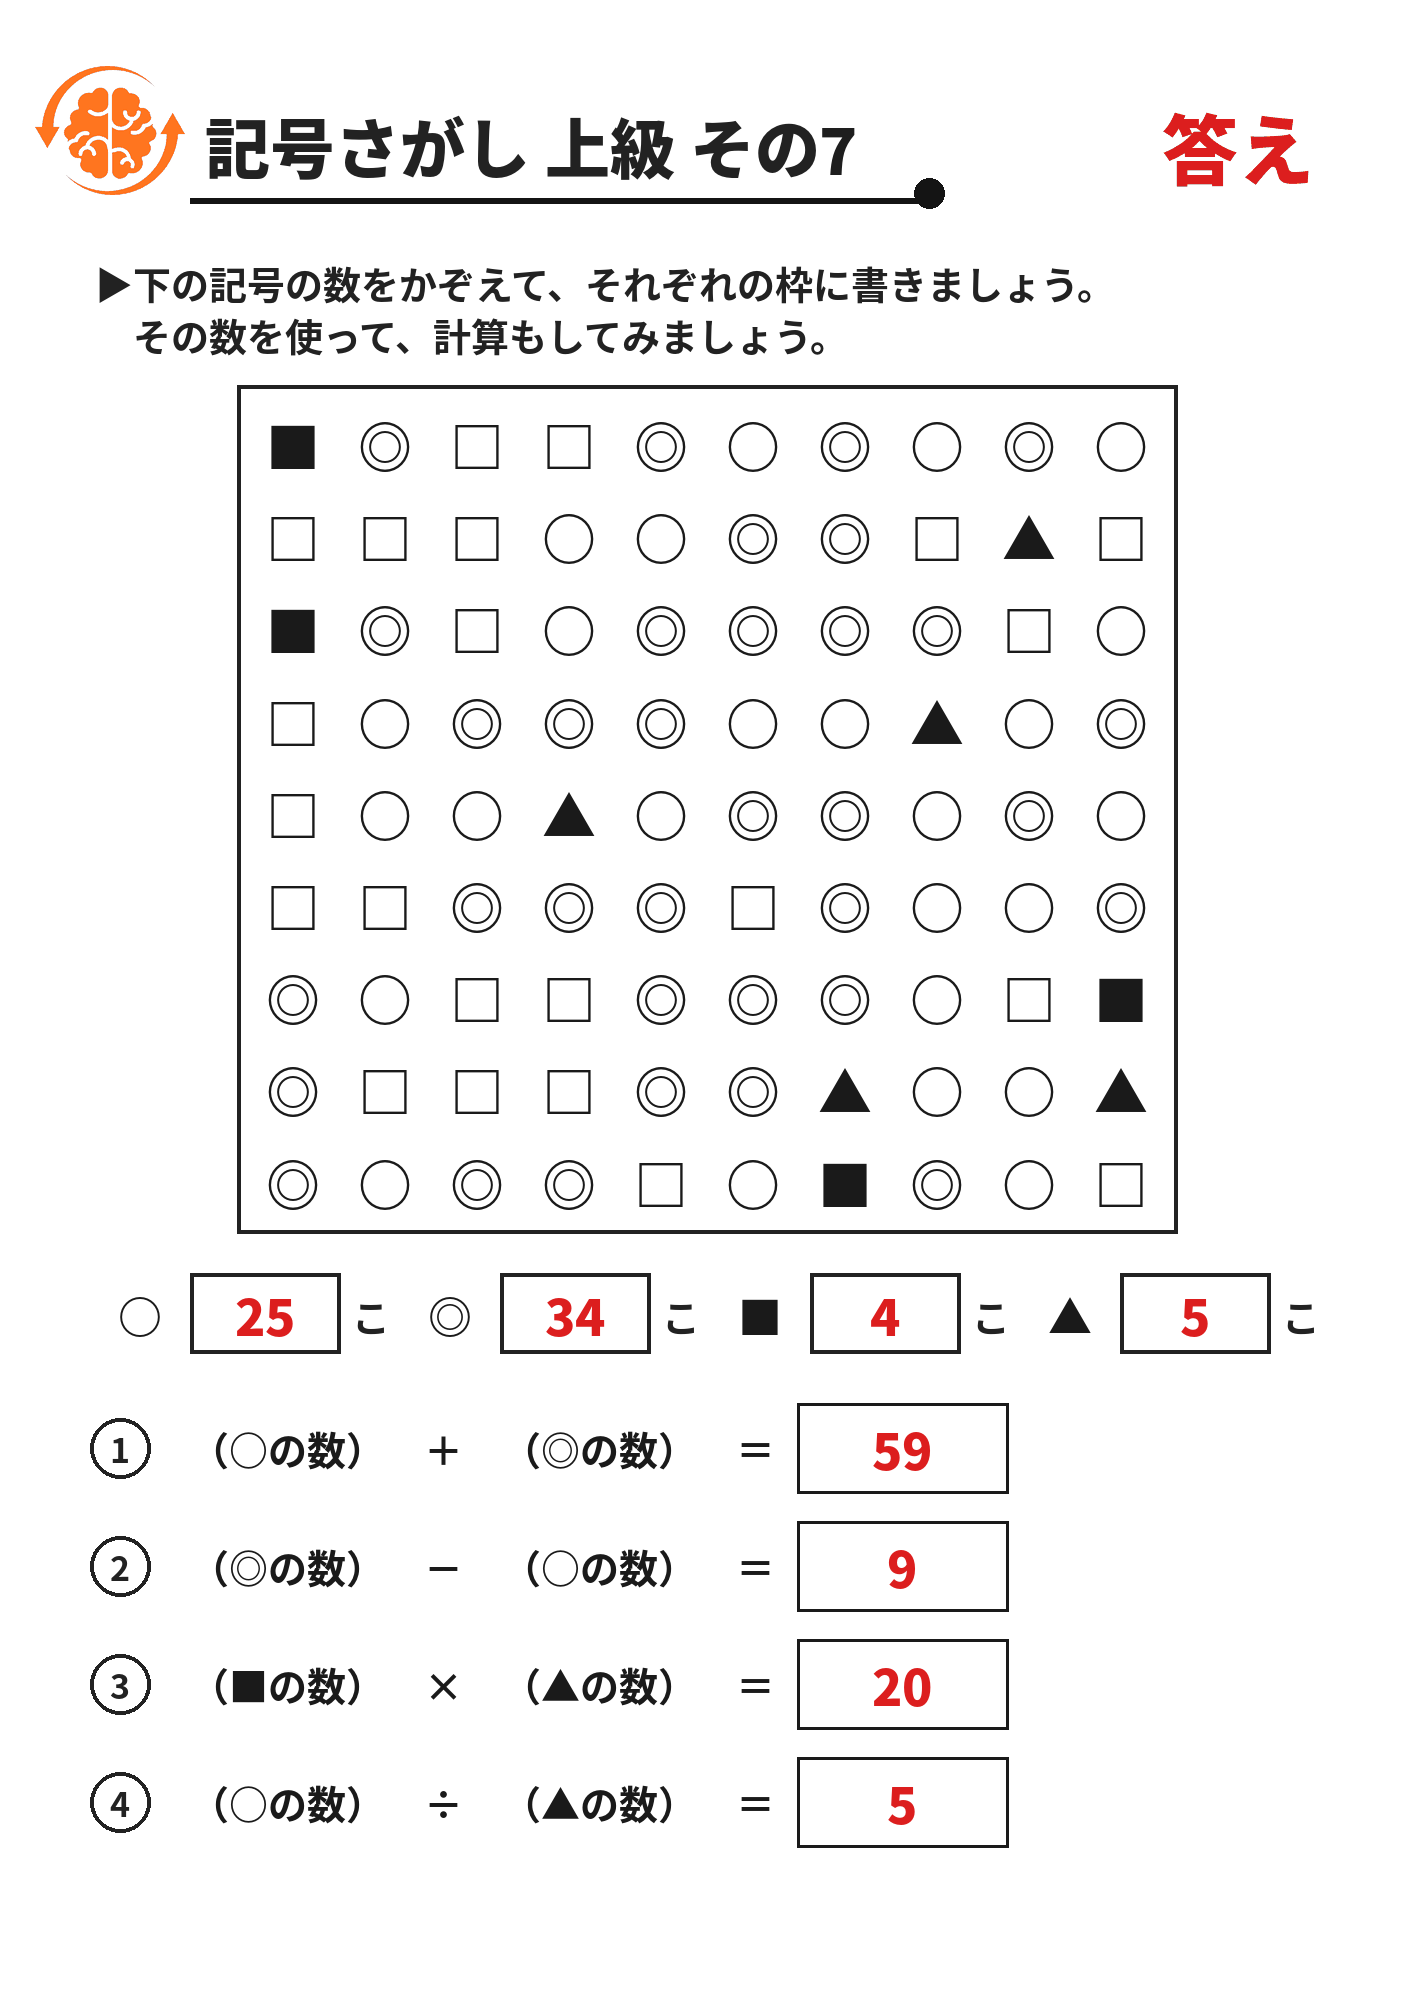 記号さがし 上級 その7
答え
▶下の記号の数をかぞえて、それぞれの枠に書きましょう。
その数を使って、計算もしてみましょう。
■ ◎ □ □ ◎ ○ ◎ ○ ◎ ○
□ □ □ ○ ○ ◎ ◎ □ ▲ □
■ ◎ □ ○ ◎ ◎ ◎ ◎ □ ○
□ ○ ◎ ◎ ◎ ○ ○ ▲ ○ ◎
□ ○ ○ ▲ ○ ◎ ◎ ○ ◎ ○
□ □ ◎ ◎ ◎ □ ◎ ○ ○ ◎
◎ ○ □ □ ◎ ◎ ◎ ○ □ ■
◎ □ □ □ ◎ ◎ ▲ ○ ○ ▲
◎ ○ ◎ ◎ □ ○ ■ ◎ ○ □
○ 25 こ ◎ 34 こ ■ 4 こ ▲ 5 こ
① （○の数） ＋ （◎の数） ＝ 59
② （◎の数） － （○の数） ＝ 9
③ （■の数） × （▲の数） ＝ 20
④ （○の数） ÷ （▲の数） ＝ 5